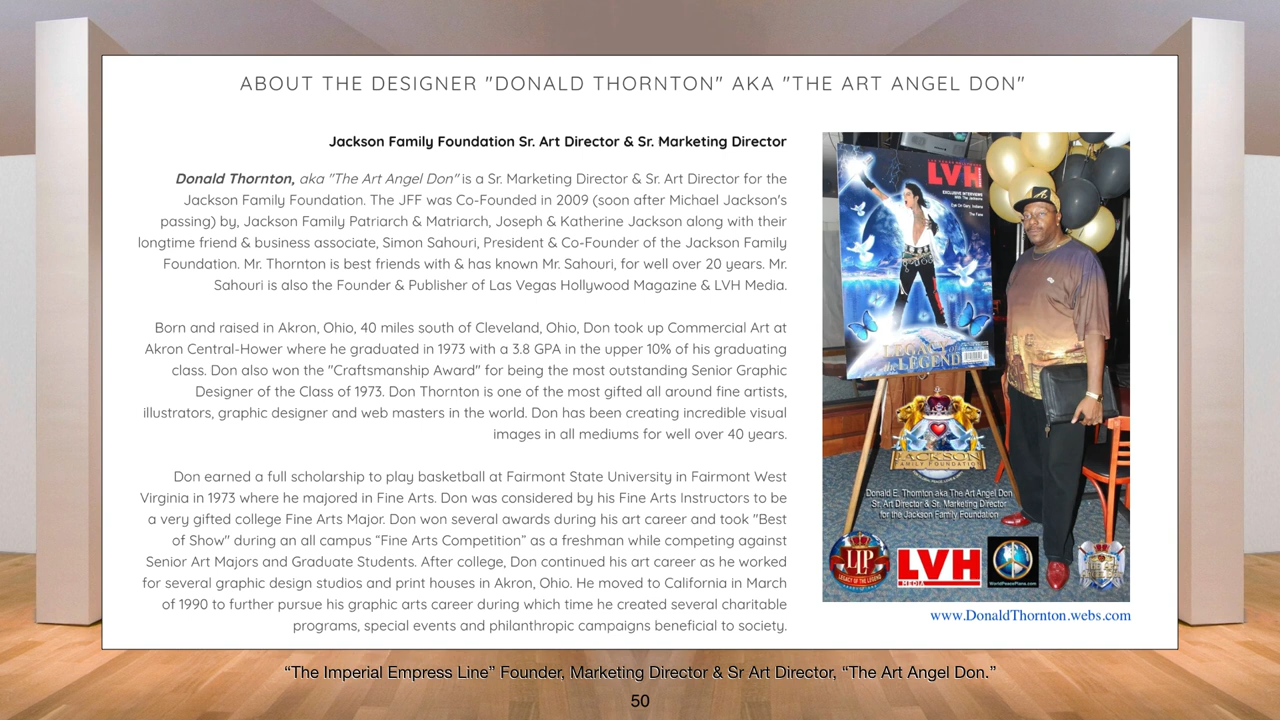 ABOUT THE DESIGNER "DONALD THORNTON" AKA "THE ART ANGEL DON"
Jackson Family Foundation Sr. Art Director & Sr. Marketing Director
Donald Thornton, aka "The Art Angel Don" is a Sr. Marketing Director & Sr. Art Director for the
Jackson Family Foundation. The JFF was Co-Founded in 2009 (soon after Michael Jackson's
passing) by, Jackson Family Patriarch & Matriarch, Joseph & Katherine Jackson along with their
longtime friend & business associate, Simon Sahouri, President & Co-Founder of the Jackson Family
Foundation. Mr. Thornton is best friends with & has known Mr. Sahouri, for well over 20 years. Mr.
Sahouri is also the Founder & Publisher of Las Vegas Hollywood Magazine & LVH Media.
Born and raised in Akron, Ohio, 40 miles south of Cleveland, Ohio, Don took up Commercial Art at
Akron Central-Hower where he graduated in 1973 with a 3.8 GPA in the upper 10% of his graduating
class. Don also won the "Craftsmanship Award" for being the most outstanding Senior Graphic
Designer of the Class of 1973. Don Thornton is one of the most gifted all around fine artists,
illustrators, graphic designer and web masters in the world. Don has been creating incredible visual
images in all mediums for well over 40 years.
Don earned a full scholarship to play basketball at Fairmont State University in Fairmont West
Virginia in 1973 where he majored in Fine Arts. Don was considered by his Fine Arts Instructors to be
a very gifted college Fine Arts Major. Don won several awards during his art career and took "Best
of Show" during an all campus "Fine Arts Competition" as a freshman while competing against
Senior Art Majors and Graduate Students. After college, Don continued his art career as he worked
for several graphic design studios and print houses in Akron, Ohio. He moved to California in March
of 1990 to further pursue his graphic arts career during which time he created several charitable
programs, special events and philanthropic campaigns beneficial to society.
LVH
EXCLUSIVE INTERVIEWS
With The Jacksons
Eye On Gary, Indiana
The Fans
LEGACY of
the LEGEND
JACKSON
FAMILY FOUNDATION
Donald E. Thornton aka The Art Angel Don
Sr. Art Director & Sr. Marketing Director
for the Jackson Family Foundation
LEGACY OF THE LEGEND
LVH
MEDIA
WorldPeacePlans.com
www.DonaldThornton.webs.com
“The Imperial Empress Line” Founder, Marketing Director & Sr Art Director, “The Art Angel Don.”
50